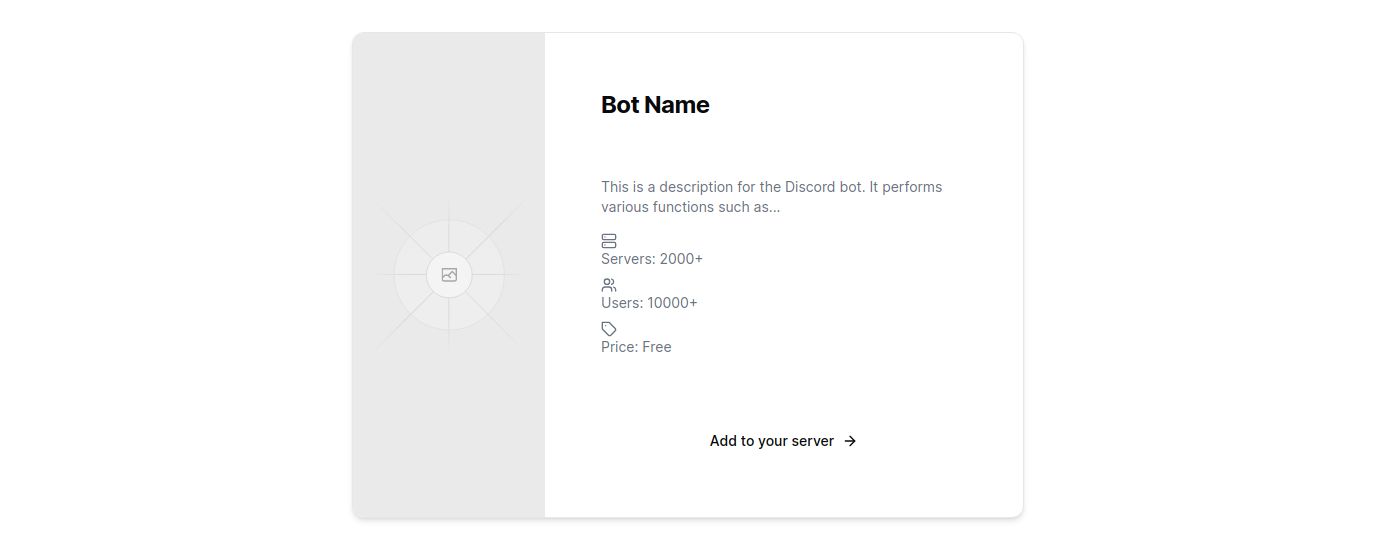 Bot Name
This is a description for the Discord bot. It performs
various functions such as...
Servers: 2000+
Users: 10000+
Price: Free
Add to your server